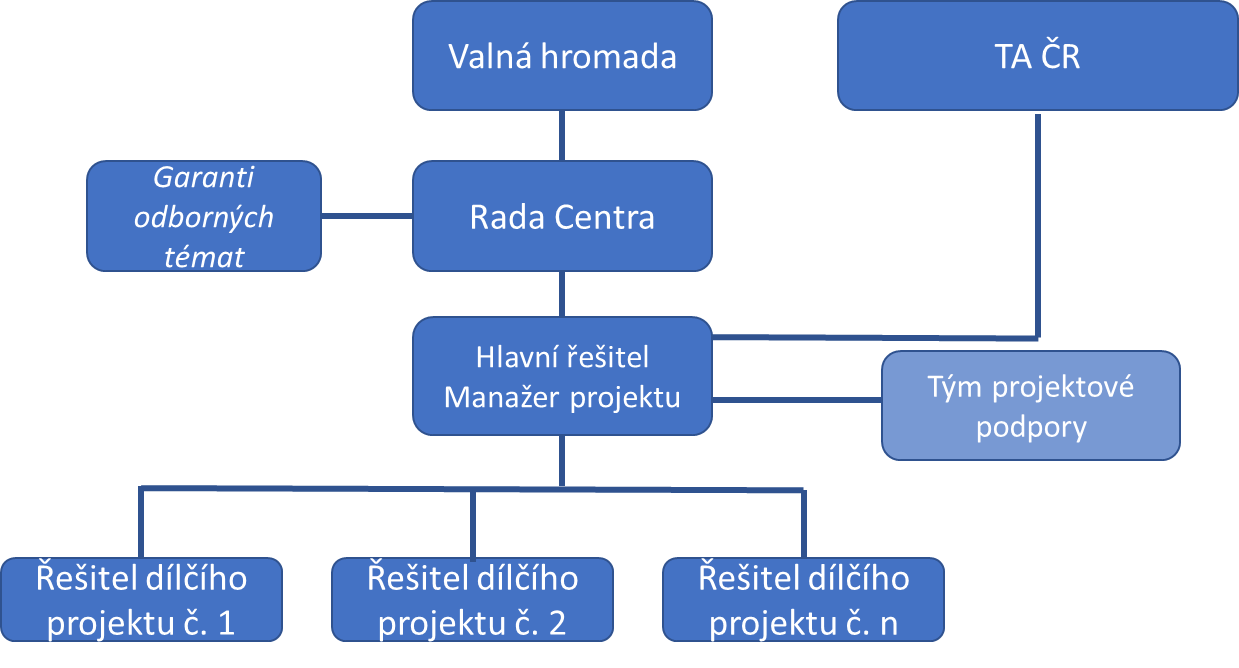 Valná hromada
TA ČR
Garanti
odborných
témat
Rada Centra
Hlavní řešitel
Manažer projektu
Tým projektové
podpory
Řešitel dílčího
projektu č. 1
Řešitel dílčího
projektu č. 2
Řešitel dílčího
projektu č. n